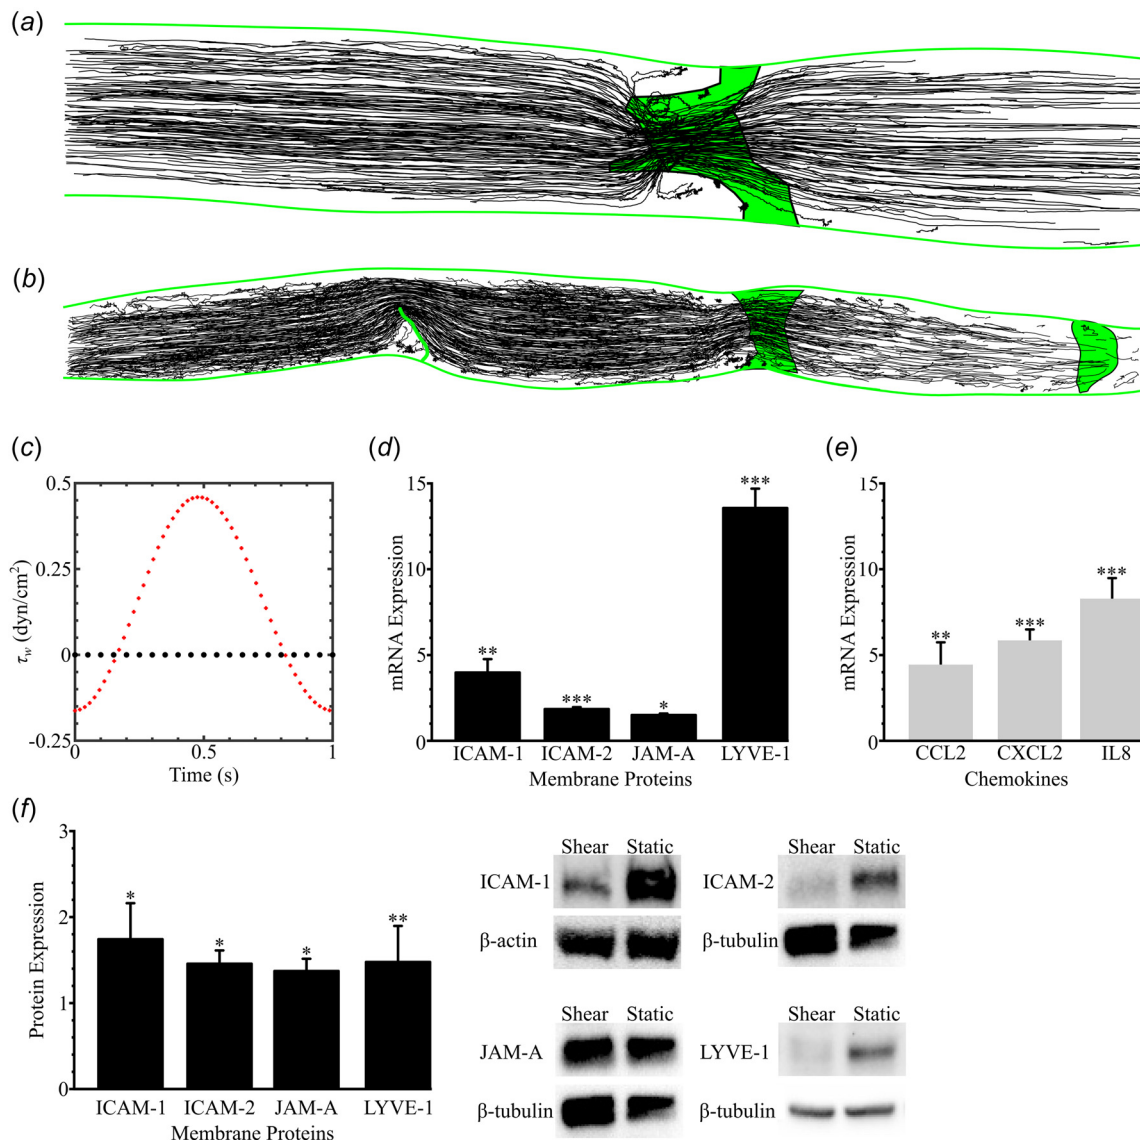 (a)
(b)
(c)
0.5
0.25
0
-0.25
τw (dyn/cm²)
0
0.5
1
Time (s)
(d)
15
10
5
0
mRNA Expression
**
***
*
***
ICAM-1
ICAM-2
JAM-A
LYVE-1
Membrane Proteins
(e)
15
10
5
0
mRNA Expression
**
***
***
CCL2
CXCL2
IL8
Chemokines
(f)
3
2
1
0
Protein Expression
*
*
*
**
ICAM-1
ICAM-2
JAM-A
LYVE-1
Membrane Proteins
Shear Static
ICAM-1
β-actin
Shear Static
ICAM-2
β-tubulin
Shear Static
JAM-A
β-tubulin
Shear Static
LYVE-1
β-tubulin